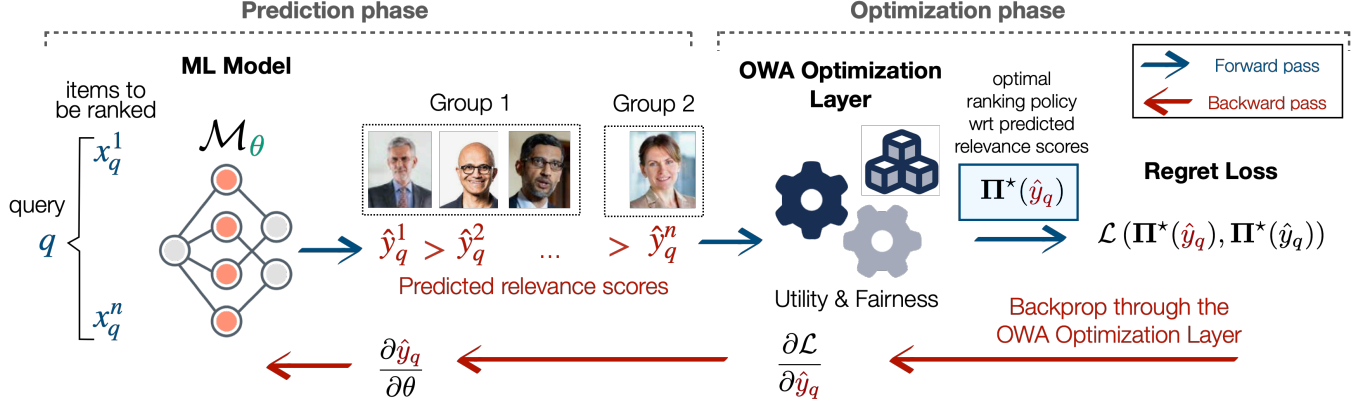 Prediction phase
Optimization phase
ML Model
items to
be ranked
x_q^1
query
q
x_q^n
ℳ_θ
Group 1
Group 2
ŷ_q^1 > ŷ_q^2 ... > ŷ_q^n
Predicted relevance scores
OWA Optimization
Layer
Utility & Fairness
optimal
ranking policy
wrt predicted
relevance scores
Π*(ŷ_q)
Forward pass
Backward pass
Regret Loss
ℒ (Π*(ŷ_q), Π*(ŷ_q))
Backprop through the
OWA Optimization Layer
∂ℒ
∂ŷ_q
∂ŷ_q
∂θ